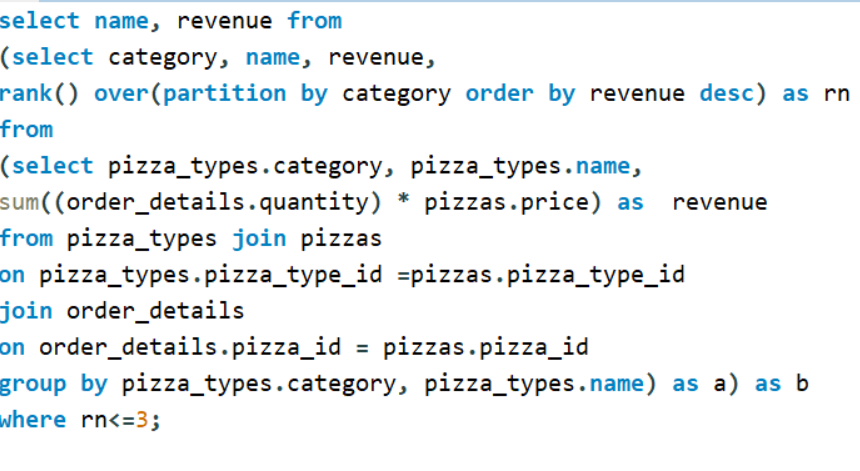 select name, revenue from
(select category, name, revenue,
rank() over(partition by category order by revenue desc) as rn
from
(select pizza_types.category, pizza_types.name,
sum((order_details.quantity) * pizzas.price) as  revenue
from pizza_types join pizzas
on pizza_types.pizza_type_id =pizzas.pizza_type_id
join order_details
on order_details.pizza_id = pizzas.pizza_id
group by pizza_types.category, pizza_types.name) as a) as b
where rn<=3;